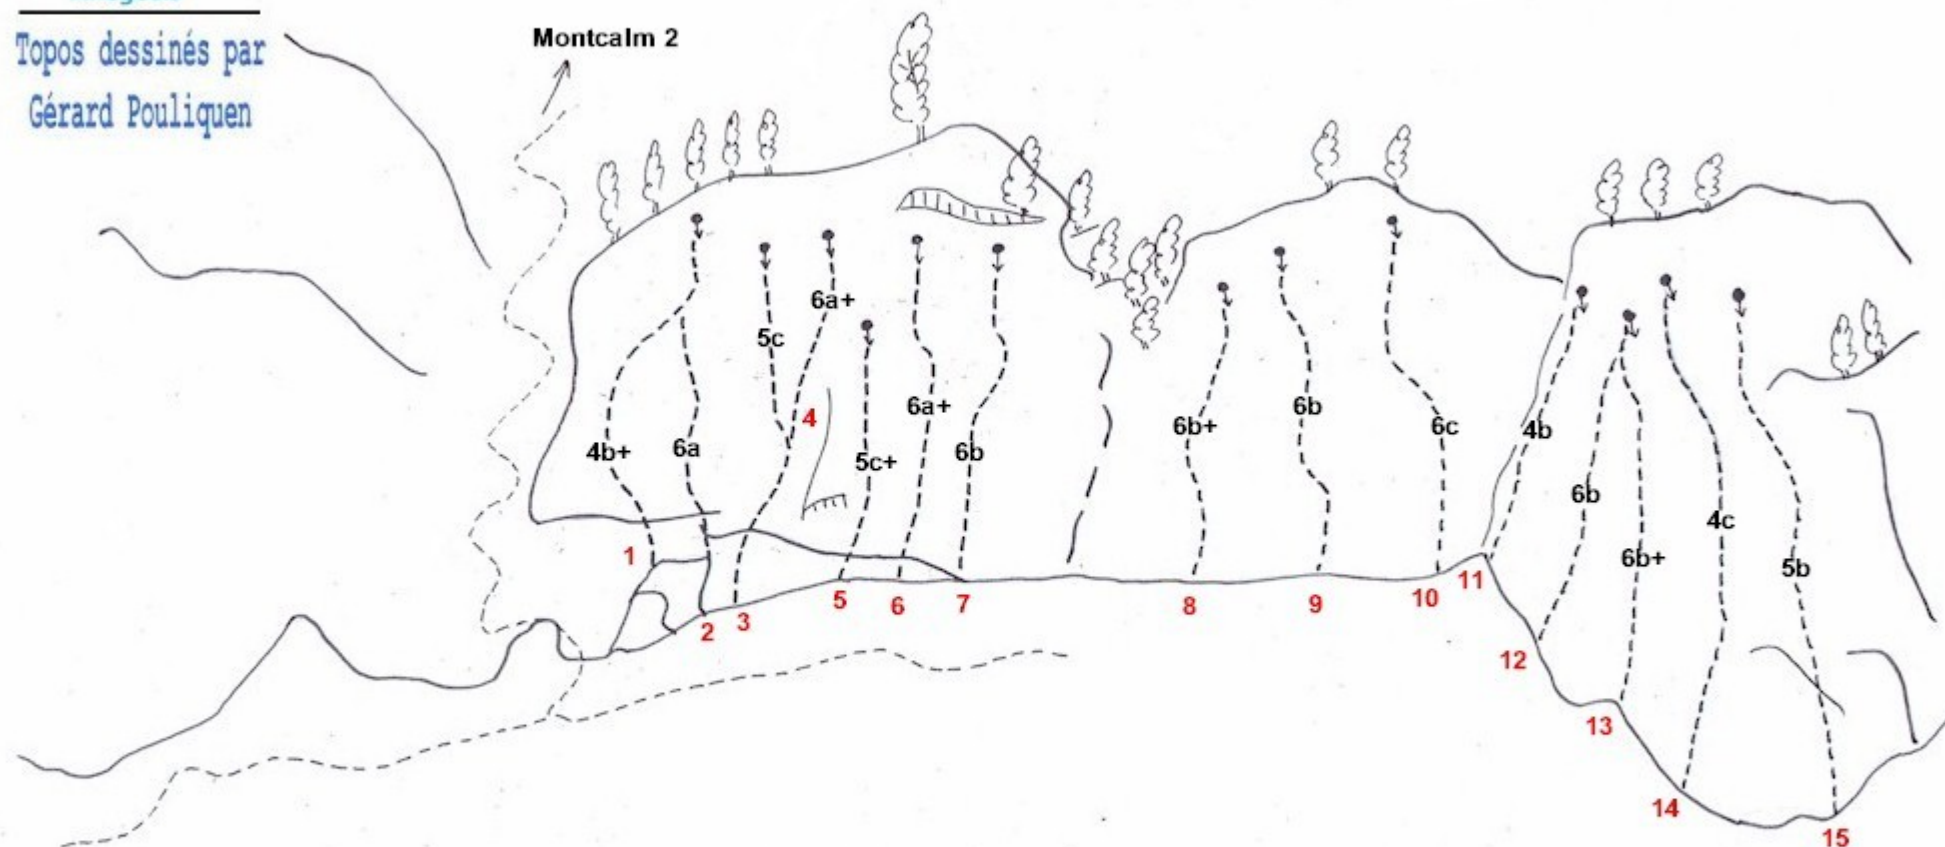 Topos dessinés par
Gérard Pouliquen
Montcalm 2
6a+
5c
4
6a+
6b
6b+
6c
4b
4b+
6a
5c+
6b
6b
4c
1
6b+
5b
11
5
6
7
8
9
10
2
3
12
13
14
15